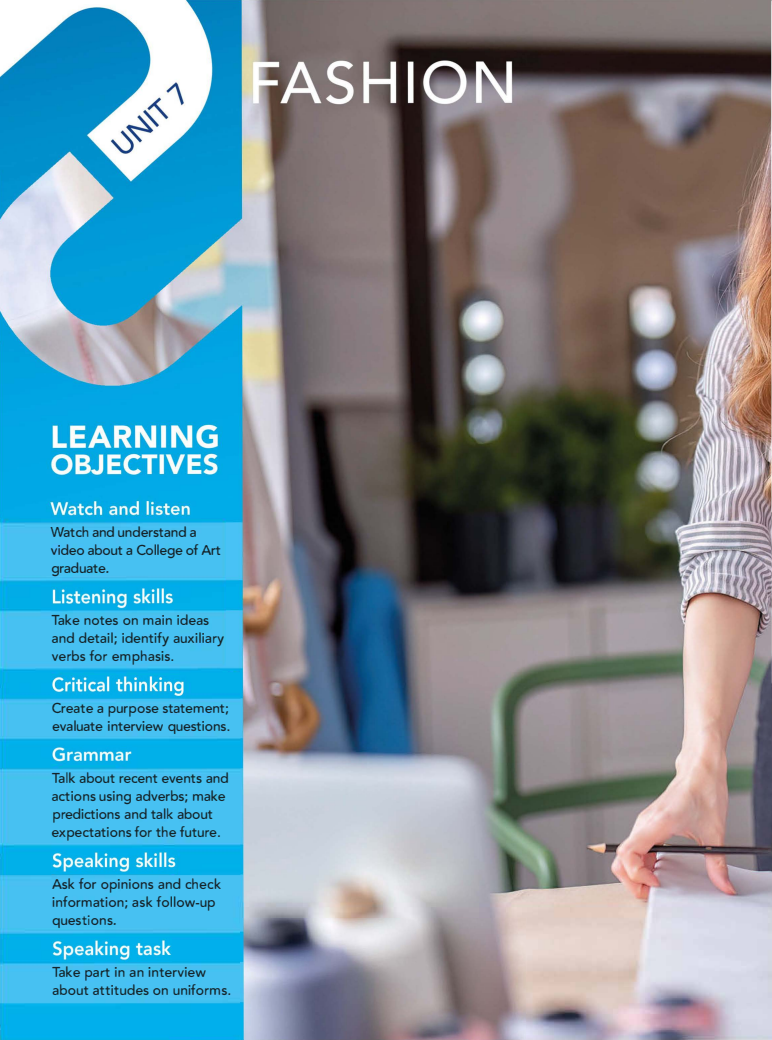 UNIT 7
FASHION
LEARNING
OBJECTIVES
Watch and listen
Watch and understand a
video about a College of Art
graduate.
Listening skills
Take notes on main ideas
and detail; identify auxiliary
verbs for emphasis.
Critical thinking
Create a purpose statement;
evaluate interview questions.
Grammar
Talk about recent events and
actions using adverbs; make
predictions and talk about
expectations for the future.
Speaking skills
Ask for opinions and check
information; ask follow-up
questions.
Speaking task
Take part in an interview
about attitudes on uniforms.